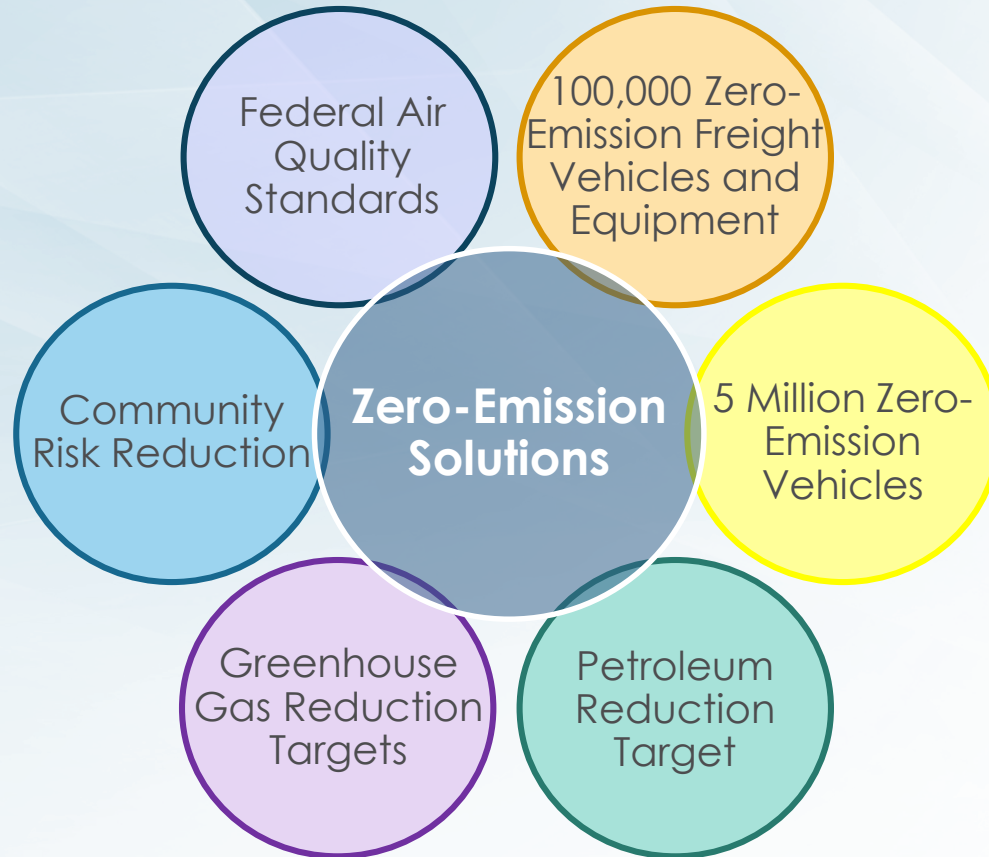 Federal Air
Quality
Standards
100,000 Zero-
Emission Freight
Vehicles and
Equipment
Community
Risk Reduction
Zero-Emission
Solutions
5 Million Zero-
Emission
Vehicles
Greenhouse
Gas Reduction
Targets
Petroleum
Reduction
Target